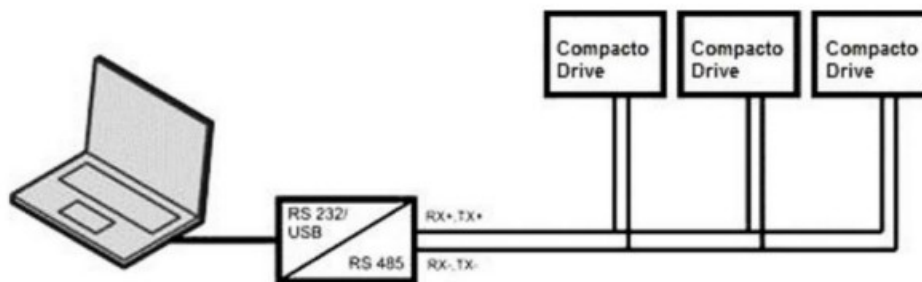 Compacto
Drive
Compacto
Drive
Compacto
Drive
RS 232/
USB
RS 485
RX+,TX+
RX-,TX-